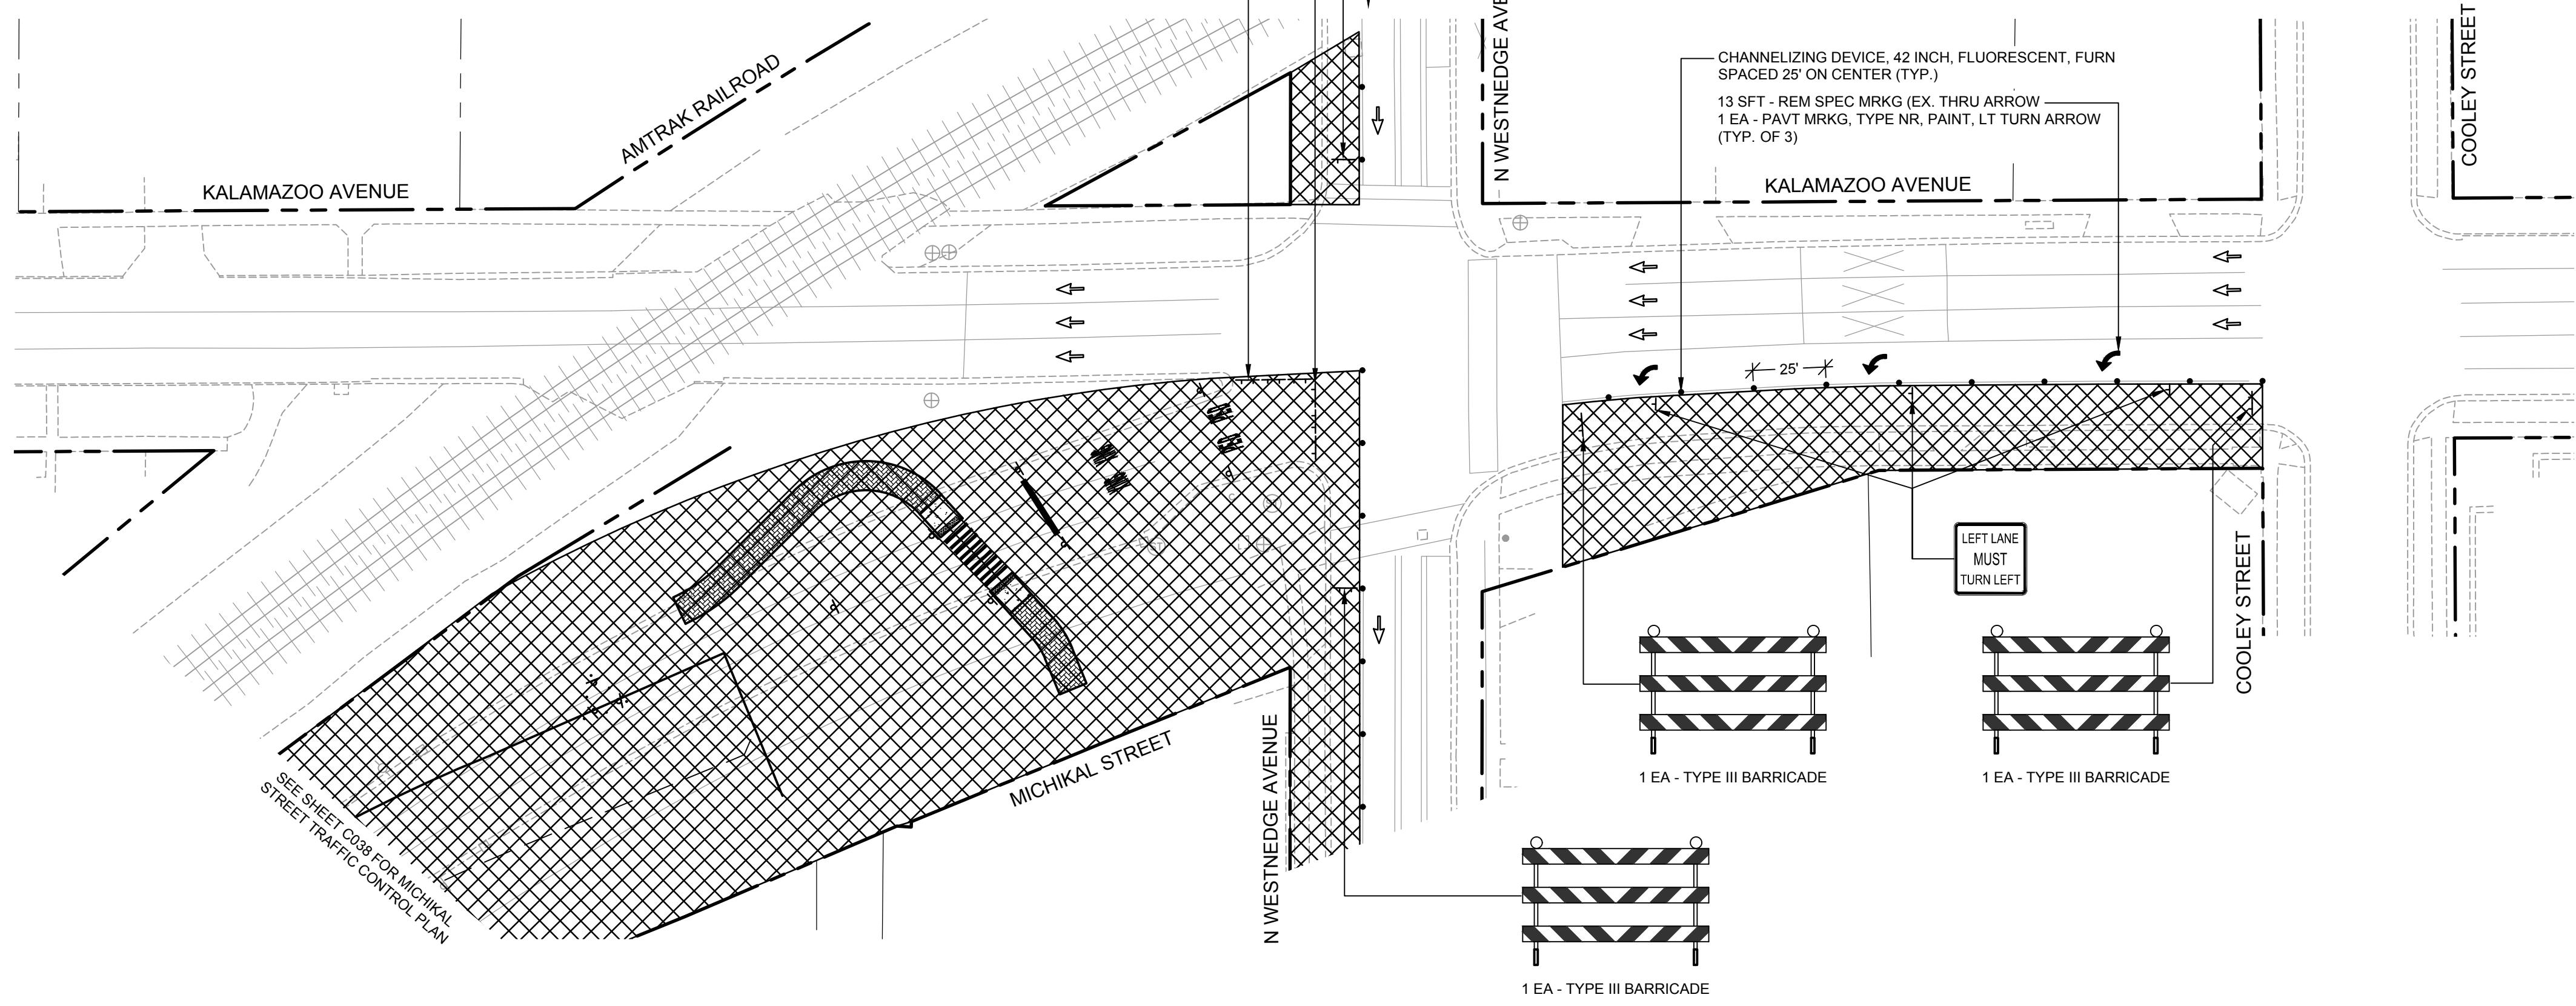 N WESTNEDGE AVE
COOLEY STREET
CHANNELIZING DEVICE, 42 INCH, FLUORESCENT, FURN
SPACED 25' ON CENTER (TYP.)
13 SFT - REM SPEC MRKG (EX. THRU ARROW
1 EA - PAVT MRKG, TYPE NR, PAINT, LT TURN ARROW
(TYP. OF 3)
AMTRAK RAILROAD
KALAMAZOO AVENUE
KALAMAZOO AVENUE
25'
LEFT LANE
MUST
TURN LEFT
COOLEY STREET
MICHIKAL STREET
N WESTNEDGE AVENUE
SEE SHEET C038 FOR MICHIKAL
STREET TRAFFIC CONTROL PLAN
1 EA - TYPE III BARRICADE
1 EA - TYPE III BARRICADE
1 EA - TYPE III BARRICADE